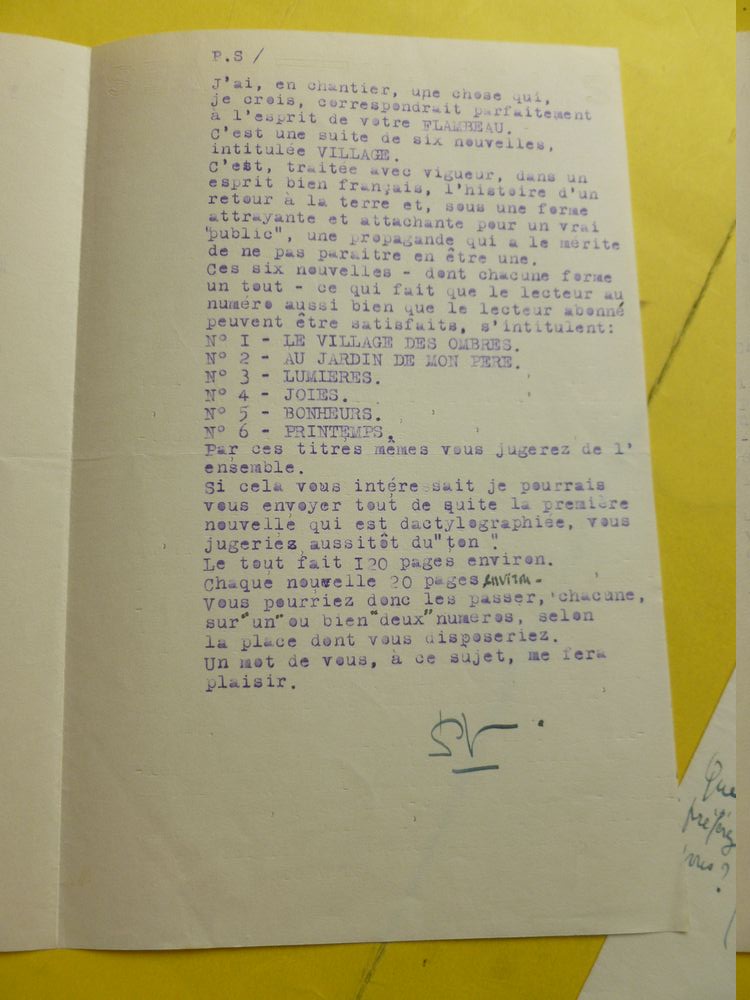 P.S /
J'ai, en chantier, une chose qui,
je crois, correspondrait parfaitement
à l'esprit de votre FLAMBEAU.
C'est une suite de six nouvelles,
intitulée VILLAGE.
C'est, traitée avec vigueur, dans un
esprit bien français, l'histoire d'un
retour à la terre et, sous une forme
attrayante et attachante pour un vrai
"public", une propagande qui a le mérite
de ne pas paraitre en être une.
Ces six nouvelles - dont chacune forme
un tout - ce qui fait que le lecteur au
numéro aussi bien que le lecteur abonné
peuvent être satisfaits, s'intitulent:
N° I - LE VILLAGE DES OMBRES.
N° 2 - AU JARDIN DE MON PERE.
N° 3 - LUMIERES.
N° 4 - JOIES.
N° 5 - BONHEURS.
N° 6 - PRINTEMPS.
Par ces titres mêmes vous jugerez de l'
ensemble.
Si cela vous intéressait je pourrais
vous envoyer tout de suite la première
nouvelle qui est dactylographiée, vous
jugeriez aussitôt du "ton".
Le tout fait I20 pages environ.
Chaque nouvelle 20 pages environ.
Vous pourriez donc les passer, chacune,
sur "un" ou bien "deux" numeros, selon
la place dont vous disposeriez.
Un mot de vous, à ce sujet, me fera
plaisir.
Que
préférez
vous ?